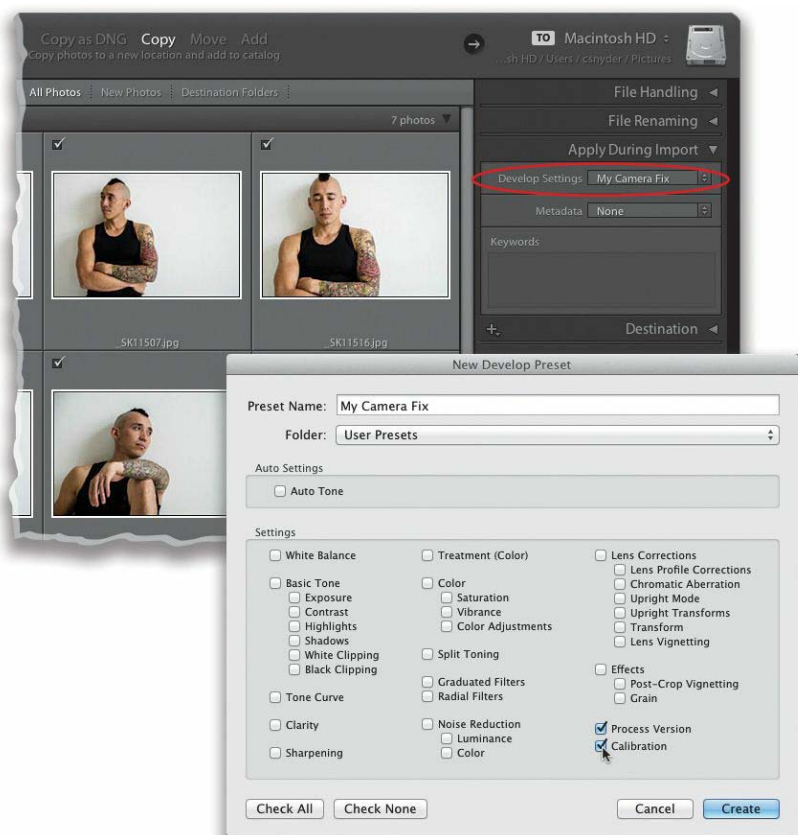 Copy as DNG Copy Move Add
Copy photos to a new location and add to catalog
TO Macintosh HD
...sh HD / Users / csnyder / Pictures
All Photos New Photos Destination Folders
7 photos
File Handling
File Renaming
Apply During Import
Develop Settings My Camera Fix
Metadata None
Keywords
Destination
_SK11507.jpg
_SK11516.jpg
New Develop Preset
Preset Name: My Camera Fix
Folder: User Presets
Auto Settings
Auto Tone
Settings
White Balance
Basic Tone
Exposure
Contrast
Highlights
Shadows
White Clipping
Black Clipping
Tone Curve
Clarity
Sharpening
Treatment (Color)
Color
Saturation
Vibrance
Color Adjustments
Split Toning
Graduated Filters
Radial Filters
Noise Reduction
Luminance
Color
Lens Corrections
Lens Profile Corrections
Chromatic Aberration
Upright Mode
Upright Transforms
Transform
Lens Vignetting
Effects
Post-Crop Vignetting
Grain
Process Version
Calibration
Check All Check None Cancel Create